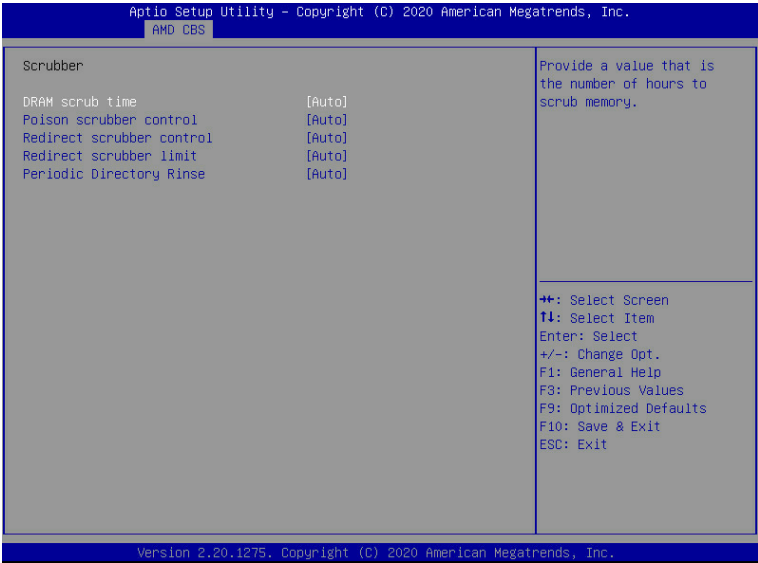 Aptio Setup Utility – Copyright (C) 2020 American Megatrends, Inc.
AMD CBS
Scrubber
DRAM scrub time [Auto]
Poison scrubber control [Auto]
Redirect scrubber control [Auto]
Redirect scrubber limit [Auto]
Periodic Directory Rinse [Auto]
Provide a value that is
the number of hours to
scrub memory.
→←: Select Screen
↑↓: Select Item
Enter: Select
+/-: Change Opt.
F1: General Help
F3: Previous Values
F9: Optimized Defaults
F10: Save & Exit
ESC: Exit
Version 2.20.1275. Copyright (C) 2020 American Megatrends, Inc.